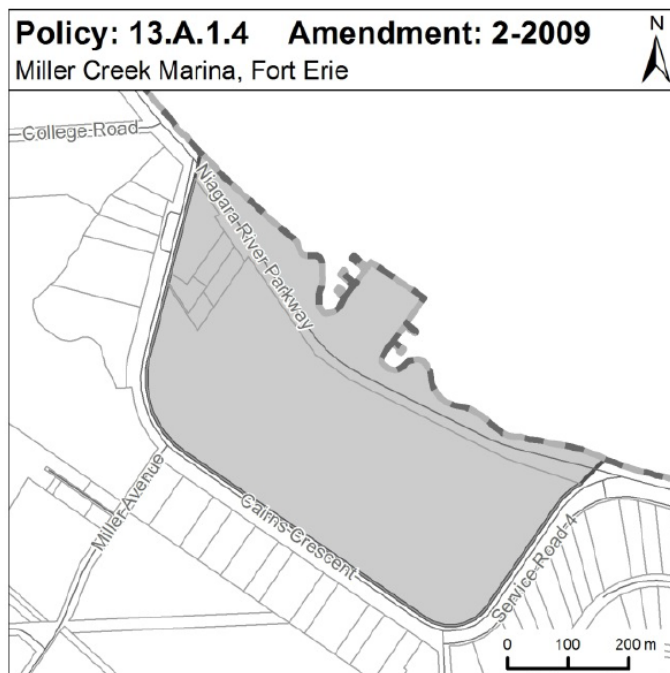 Policy: 13.A.1.4 Amendment: 2-2009
Miller Creek Marina, Fort Erie
N
College Road
Niagara River Parkway
Miller Avenue
Cairns Crescent
Service Road 4
0 100 200 m